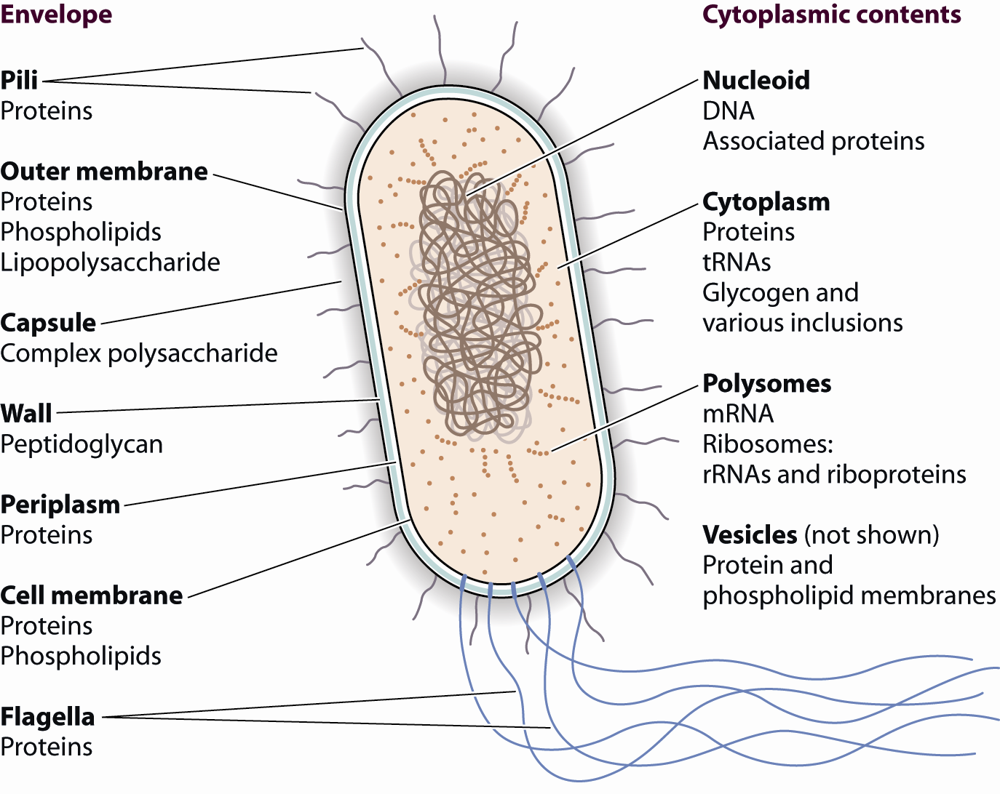 Envelope
Pili
Proteins
Outer membrane
Proteins
Phospholipids
Lipopolysaccharide
Capsule
Complex polysaccharide
Wall
Peptidoglycan
Periplasm
Proteins
Cell membrane
Proteins
Phospholipids
Flagella
Proteins
Cytoplasmic contents
Nucleoid
DNA
Associated proteins
Cytoplasm
Proteins
tRNAs
Glycogen and
various inclusions
Polysomes
mRNA
Ribosomes:
rRNAs and riboproteins
Vesicles (not shown)
Protein and
phospholipid membranes